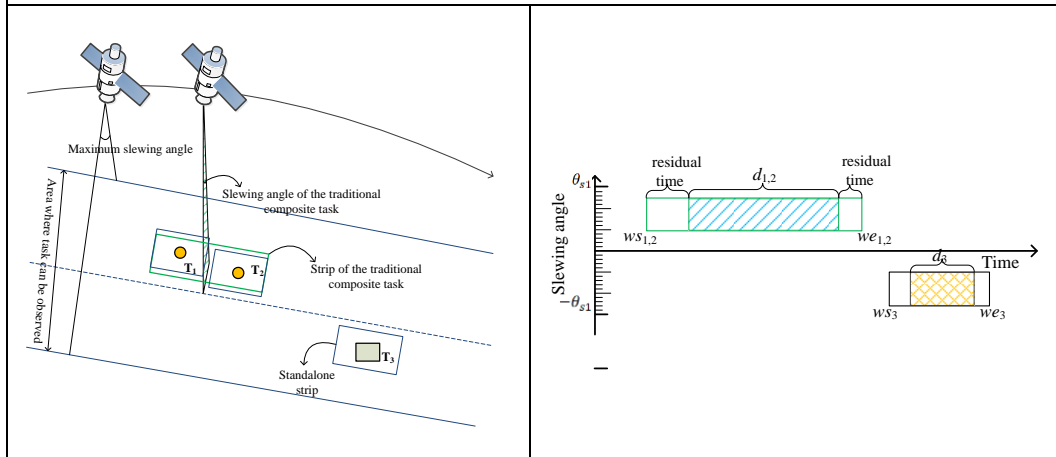 Maximum slewing angle
Area where task can be observed
Slewing angle of the traditional
composite task
T1
T2
Strip of the traditional
composite task
T3
Standalone
strip
Slewing angle
θs1
−θs1
residual
time
d1,2
residual
time
ws1,2
we1,2
Time
d3
ws3
we3